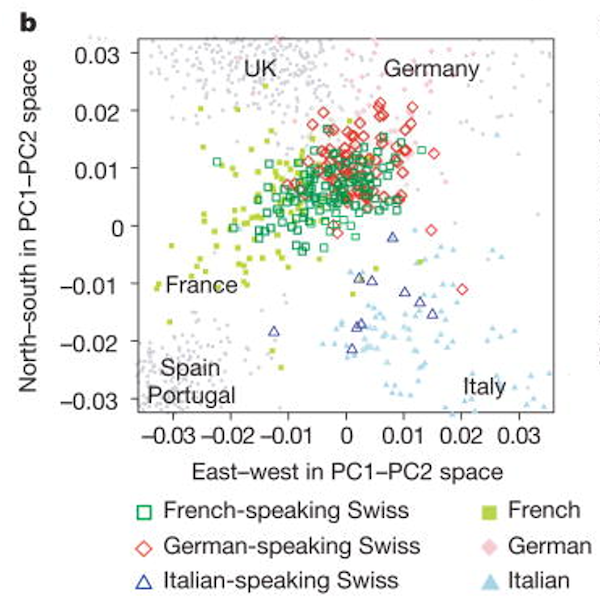 b
North–south in PC1–PC2 space
0.03
0.02
0.01
0
–0.01
–0.02
–0.03
UK
Germany
France
Spain
Portugal
Italy
–0.03 –0.02 –0.01 0 0.01 0.02 0.03
East–west in PC1–PC2 space
French-speaking Swiss
French
German-speaking Swiss
German
Italian-speaking Swiss
Italian